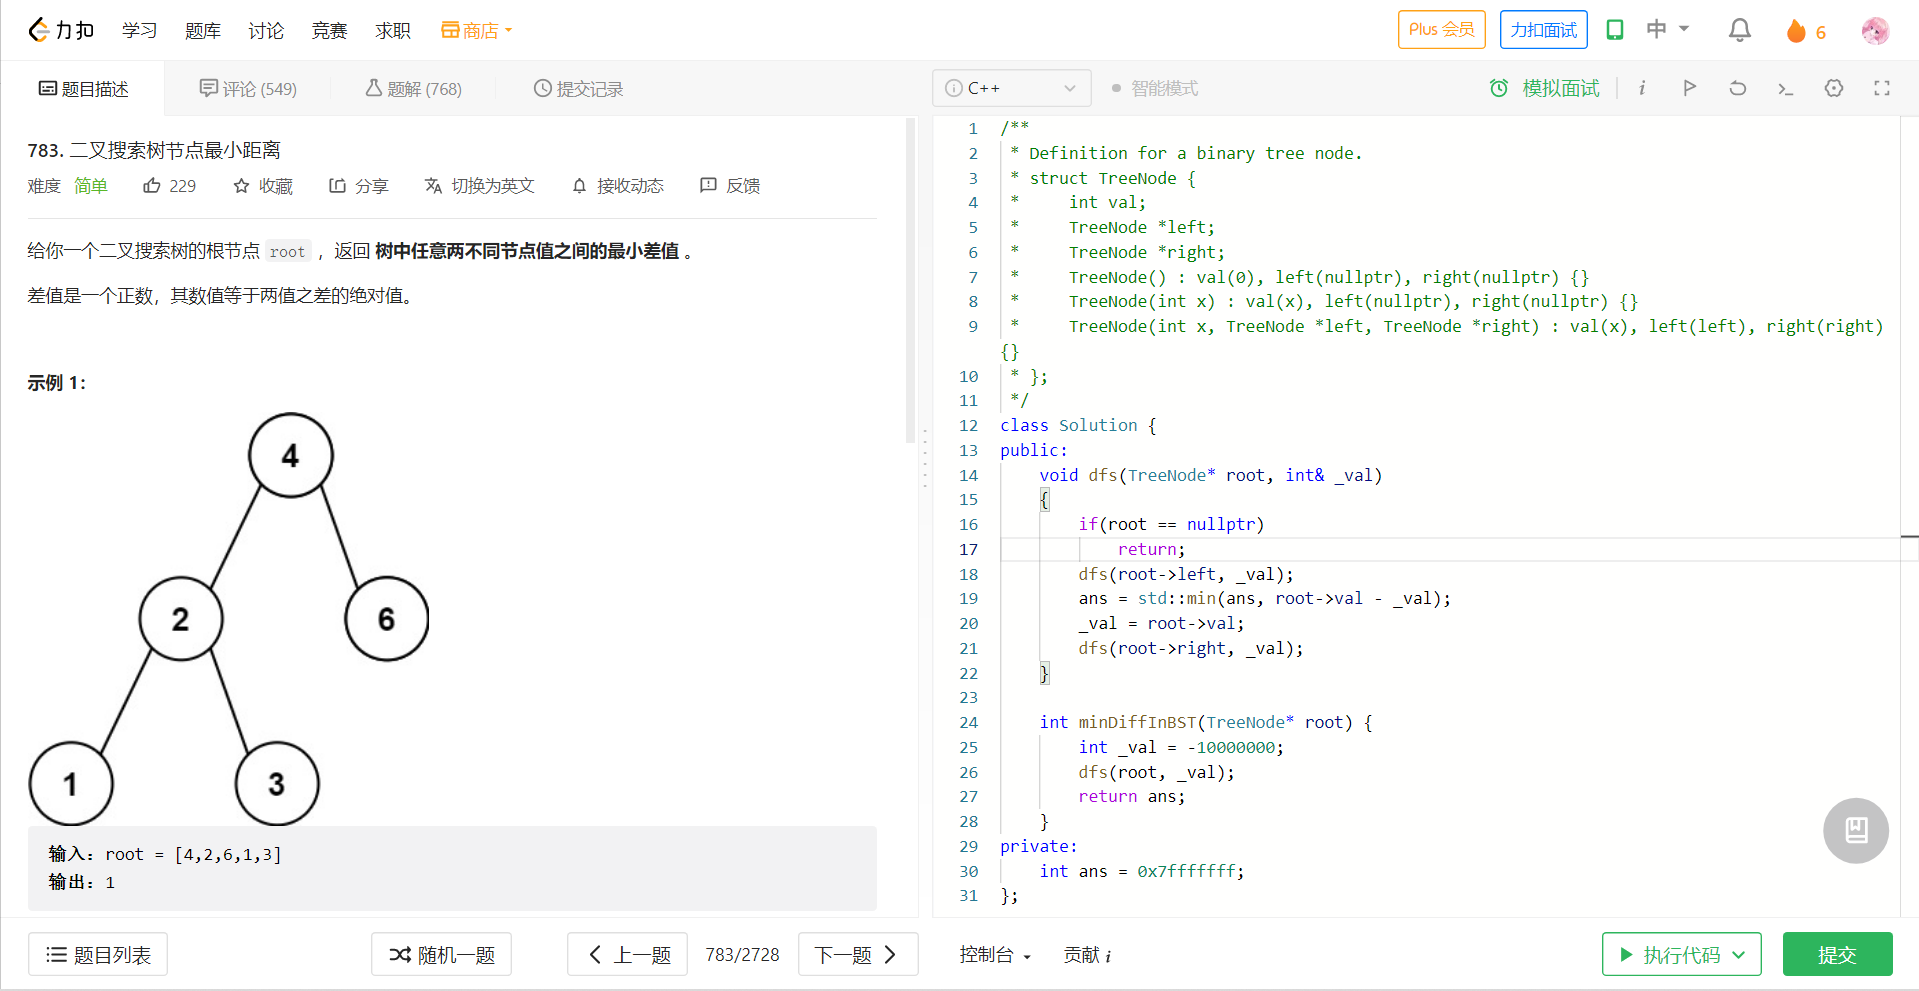 力扣 学习 题库 讨论 竞赛 求职 商店 Plus 会员 力扣面试 中 6
题目描述 评论 (549) 题解 (768) 提交记录
783. 二叉搜索树节点最小距离
难度 简单 229 收藏 分享 切换为英文 接收动态 反馈
给你一个二叉搜索树的根节点 root ，返回 树中任意两不同节点值之间的最小差值 。
差值是一个正数，其数值等于两值之差的绝对值。
示例 1：
4
2 6
1 3
输入：root = [4,2,6,1,3]
输出：1
题目列表 随机一题 上一题 783/2728 下一题
C++ 智能模式 模拟面试 i
1 /**
2 * Definition for a binary tree node.
3 * struct TreeNode {
4 *     int val;
5 *     TreeNode *left;
6 *     TreeNode *right;
7 *     TreeNode() : val(0), left(nullptr), right(nullptr) {}
8 *     TreeNode(int x) : val(x), left(nullptr), right(nullptr) {}
9 *     TreeNode(int x, TreeNode *left, TreeNode *right) : val(x), left(left), right(right)
{}
10 * };
11 */
12 class Solution {
13 public:
14     void dfs(TreeNode* root, int& _val)
15     {
16         if(root == nullptr)
17             return;
18         dfs(root->left, _val);
19         ans = std::min(ans, root->val - _val);
20         _val = root->val;
21         dfs(root->right, _val);
22     }
23
24     int minDiffInBST(TreeNode* root) {
25         int _val = -10000000;
26         dfs(root, _val);
27         return ans;
28     }
29 private:
30     int ans = 0x7fffffff;
31 };
控制台 贡献 i 执行代码 提交